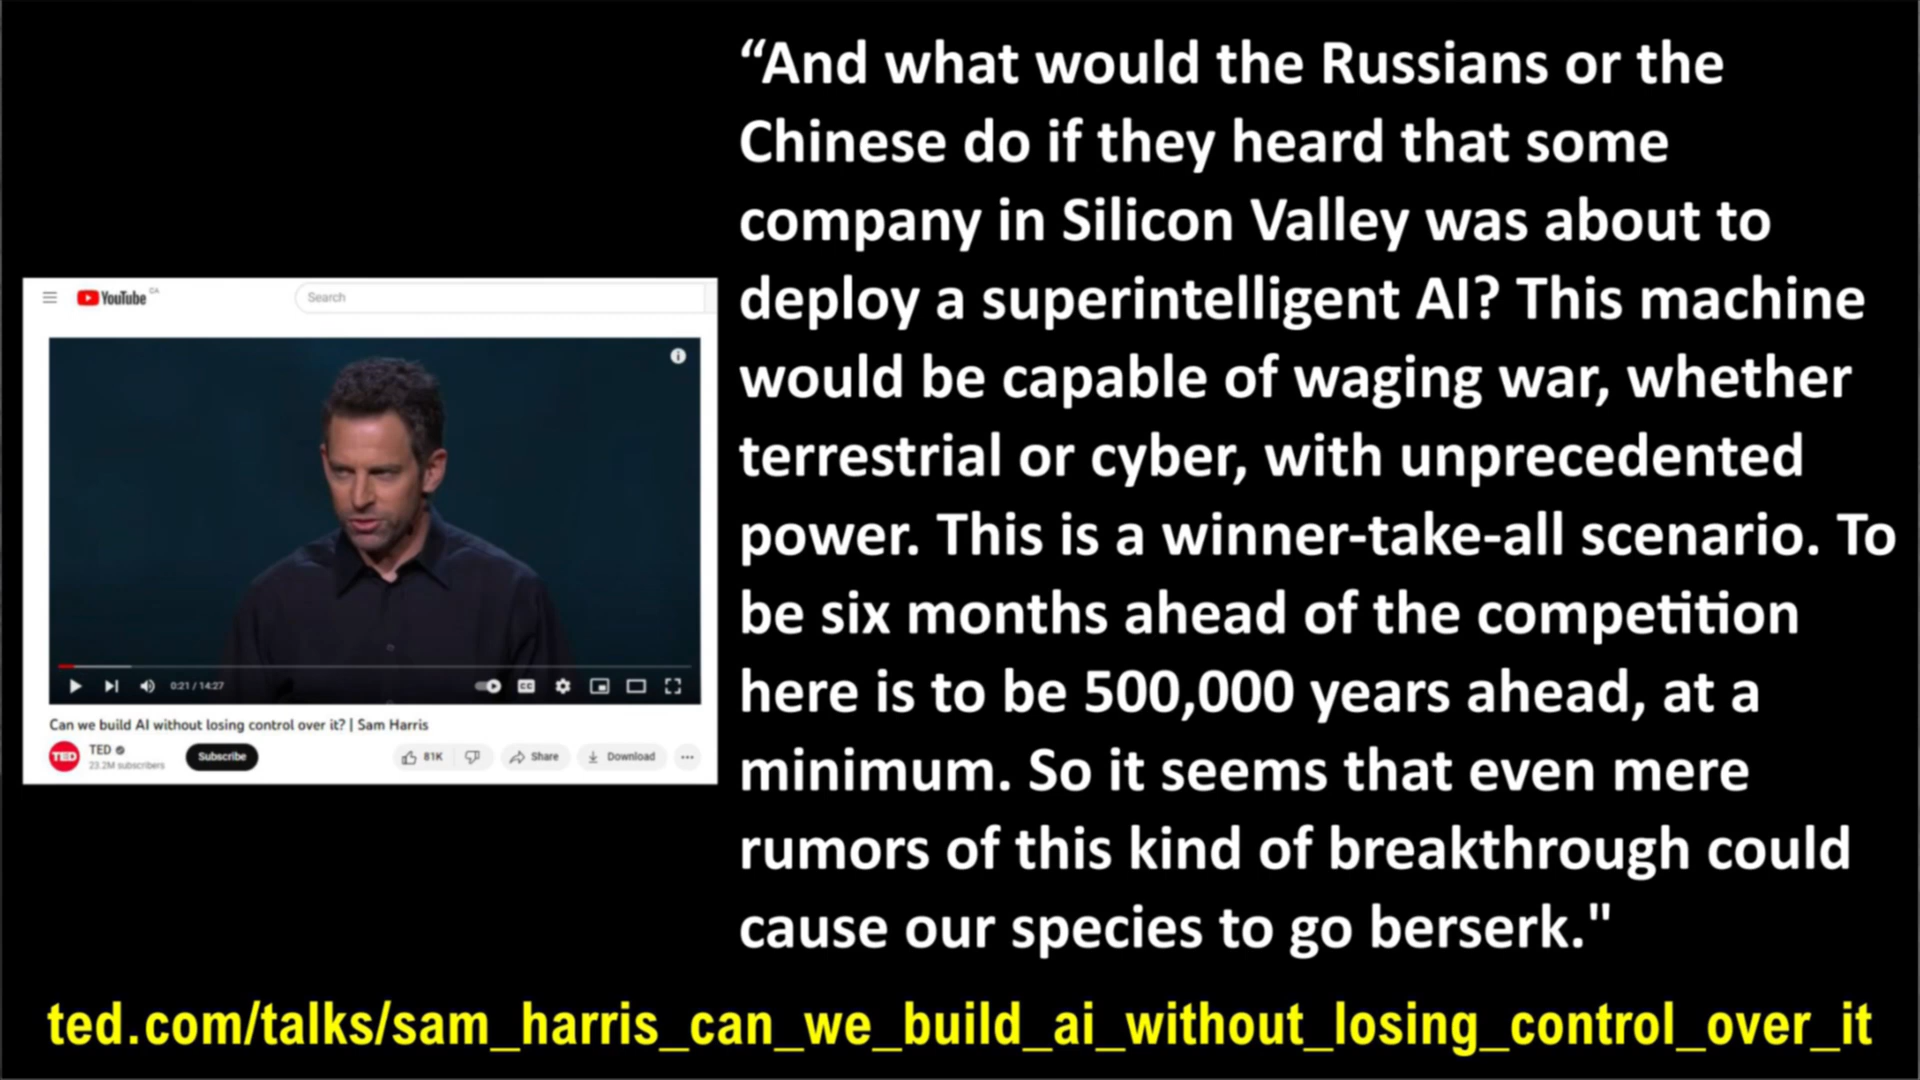 “And what would the Russians or the
Chinese do if they heard that some
company in Silicon Valley was about to
deploy a superintelligent AI? This machine
would be capable of waging war, whether
terrestrial or cyber, with unprecedented
power. This is a winner-take-all scenario. To
be six months ahead of the competition
here is to be 500,000 years ahead, at a
minimum. So it seems that even mere
rumors of this kind of breakthrough could
cause our species to go berserk."
YouTube CA
Search
0:21 / 14:27
CC
Can we build AI without losing control over it? | Sam Harris
TED
TED
23.2M subscribers
Subscribe
81K
Share
Download
ted.com/talks/sam_harris_can_we_build_ai_without_losing_control_over_it